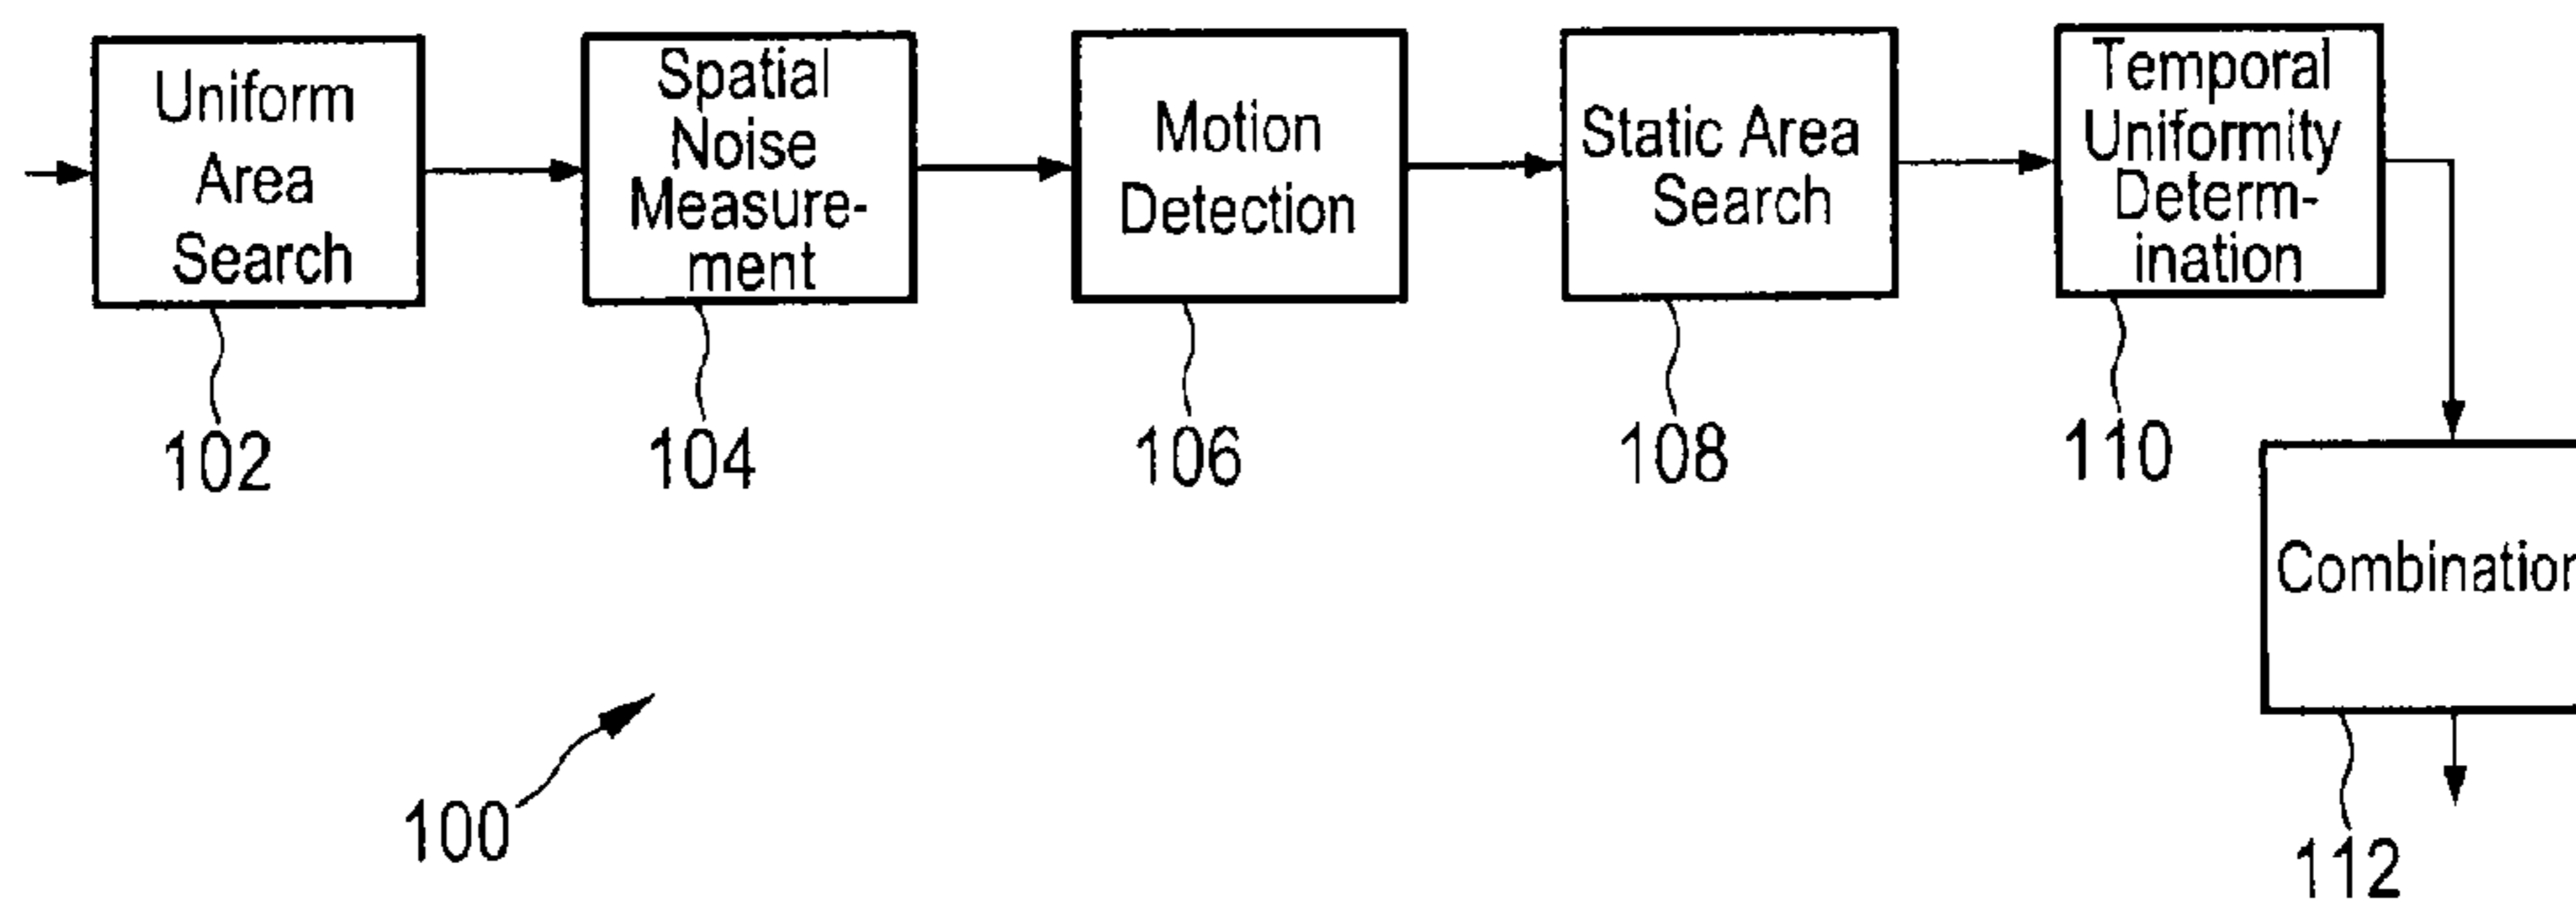 Uniform
Area
Search
Spatial
Noise
Measure-
ment
Motion
Detection
Static Area
Search
Temporal
Uniformity
Determ-
ination
102
104
106
108
110
Combination
100
112